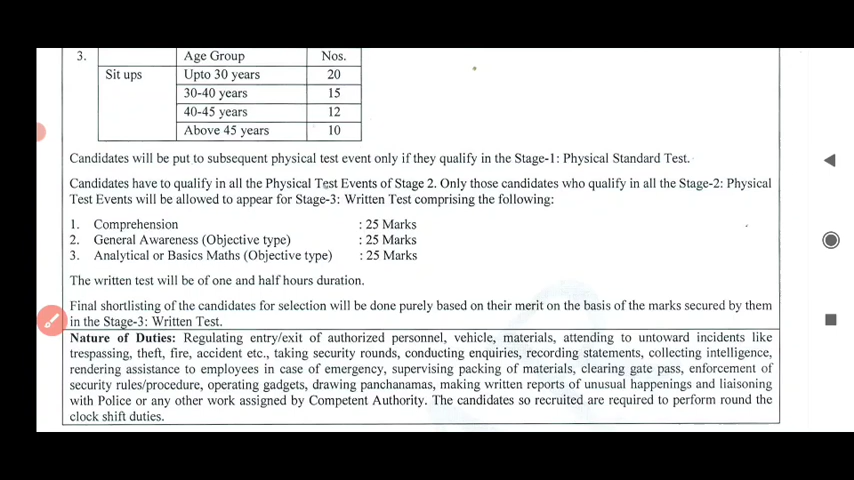 3. Age Group Nos.
Sit ups Upto 30 years 20
30-40 years 15
40-45 years 12
Above 45 years 10
Candidates will be put to subsequent physical test event only if they qualify in the Stage-1: Physical Standard Test.
Candidates have to qualify in all the Physical Test Events of Stage 2. Only those candidates who qualify in all the Stage-2: Physical
Test Events will be allowed to appear for Stage-3: Written Test comprising the following:
1. Comprehension : 25 Marks
2. General Awareness (Objective type) : 25 Marks
3. Analytical or Basics Maths (Objective type) : 25 Marks
The written test will be of one and half hours duration.
Final shortlisting of the candidates for selection will be done purely based on their merit on the basis of the marks secured by them
in the Stage-3: Written Test.
Nature of Duties: Regulating entry/exit of authorized personnel, vehicle, materials, attending to untoward incidents like
trespassing, theft, fire, accident etc., taking security rounds, conducting enquiries, recording statements, collecting intelligence,
rendering assistance to employees in case of emergency, supervising packing of materials, clearing gate pass, enforcement of
security rules/procedure, operating gadgets, drawing panchanamas, making written reports of unusual happenings and liaisoning
with Police or any other work assigned by Competent Authority. The candidates so recruited are required to perform round the
clock shift duties.